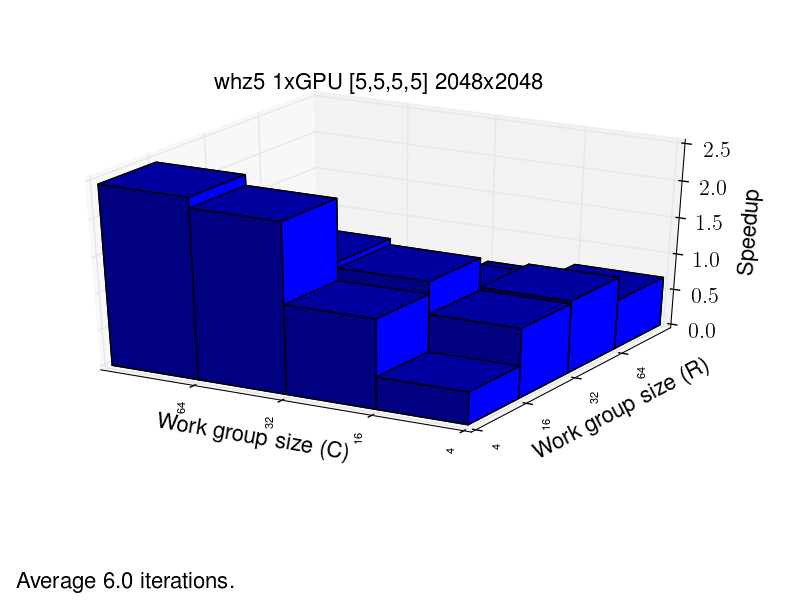 whz5 1xGPU [5,5,5,5] 2048x2048
2.5
2.0
1.5
1.0
0.5
0.0
Speedup
64
32
16
4
Work group size (C)
4
16
32
64
Work group size (R)
Average 6.0 iterations.